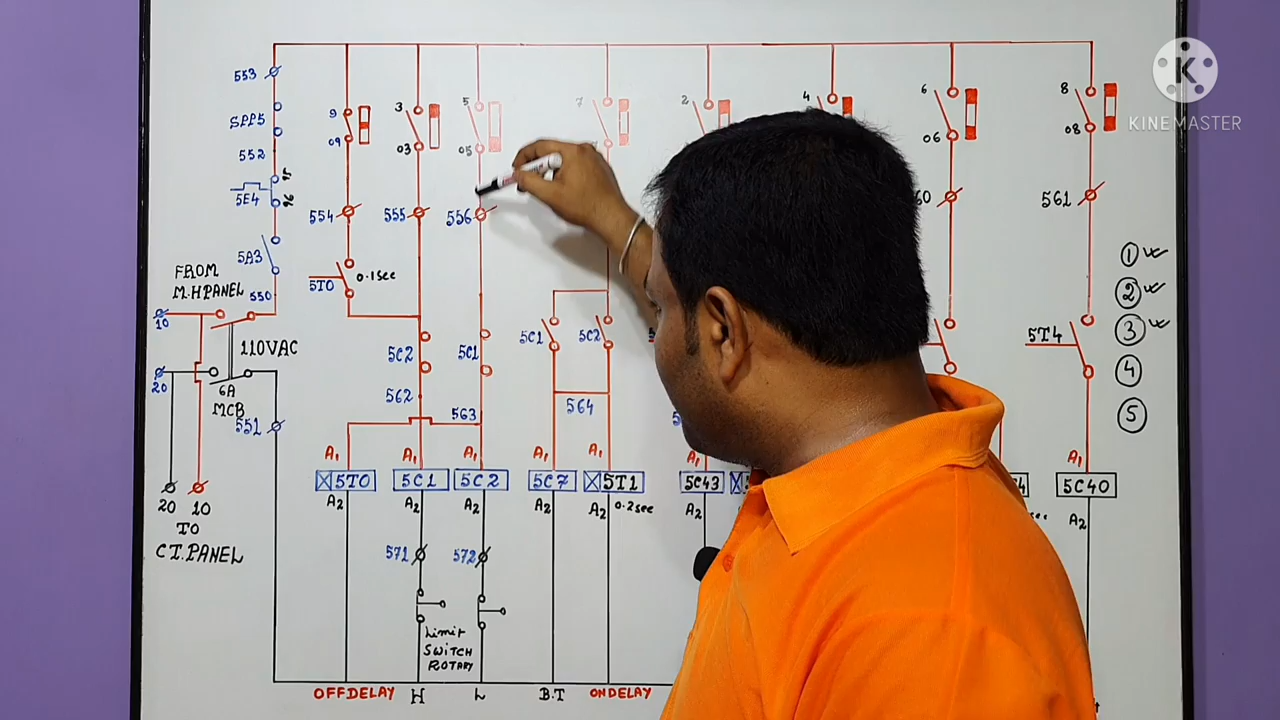 K
KINEMASTER
553
SPP5
552
95
5E4
96
5A3
FROM
M.H PANEL
550
10
110VAC
20
6A
MCB
551
20
10
TO
CT.PANEL
9
09
3
03
5
05
7
2
4
6
06
8
08
554
555
556
60
561
5T0
0.1sec
5C2
562
5C1
563
5C1
5C2
564
5T4
A1
A1
A1
A1
A1
A1
A1
5T0
5C1
5C2
5C7
5T1
5C43
5C40
A2
A2
A2
A2
A2
A2
A2
0.2sec
571
572
Limit
SWITCH
ROTARY
OFFDELAY
H
L
B.T
ONDELAY
1
2
3
4
5